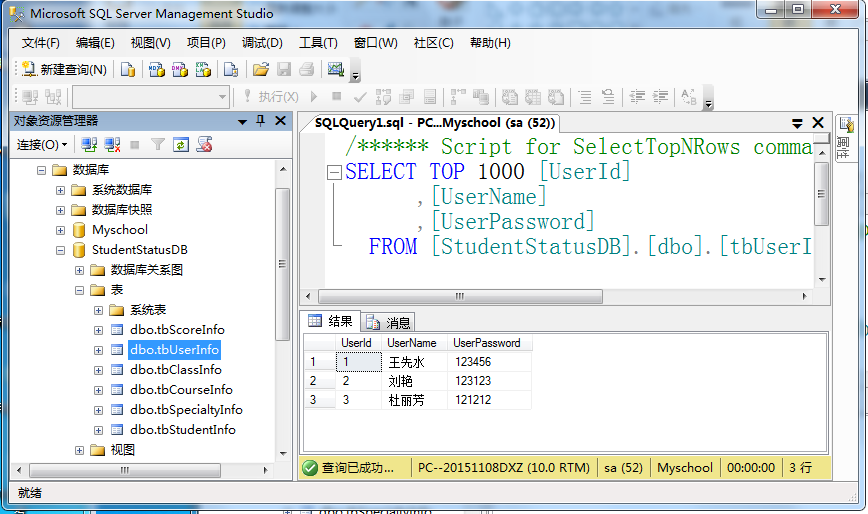 Microsoft SQL Server Management Studio
文件(F) 编辑(E) 视图(V) 项目(P) 调试(D) 工具(T) 窗口(W) 社区(C) 帮助(H)
新建查询(N)
执行(X)
对象资源管理器
连接(O)
数据库
系统数据库
数据库快照
Myschool
StudentStatusDB
数据库关系图
表
系统表
dbo.tbScoreInfo
dbo.tbUserInfo
dbo.tbClassInfo
dbo.tbCourseInfo
dbo.tbSpecialtyInfo
dbo.tbStudentInfo
视图
SQLQuery1.sql - PC...Myschool (sa (52))
/****** Script for SelectTopNRows comma
SELECT TOP 1000 [UserId]
,[UserName]
,[UserPassword]
FROM [StudentStatusDB].[dbo].[tbUserI
结果 消息
UserId UserName UserPassword
1 1 王先水 123456
2 2 刘艳 123123
3 3 杜丽芳 121212
查询已成功... PC--20151108DXZ (10.0 RTM) sa (52) Myschool 00:00:00 3 行
就绪